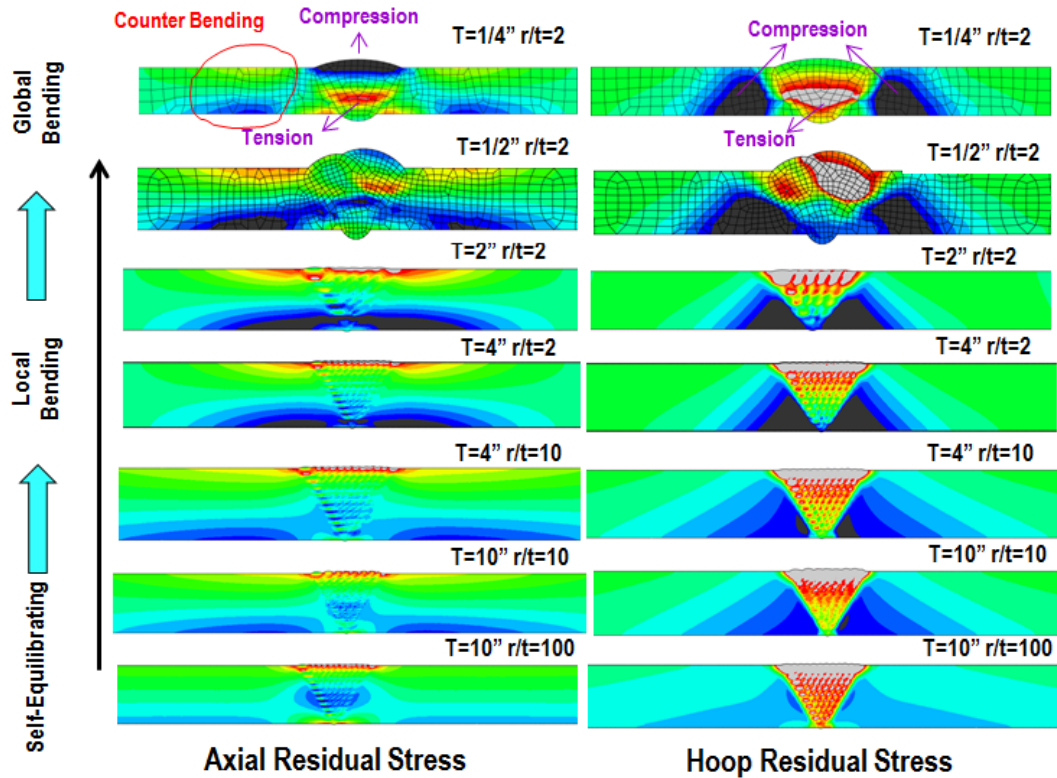 Counter Bending
Compression
T=1/4” r/t=2
Compression
T=1/4” r/t=2
Global
Bending
Tension
T=1/2” r/t=2
Tension
T=1/2” r/t=2
T=2” r/t=2
T=2” r/t=2
Local
Bending
T=4” r/t=2
T=4” r/t=2
T=4” r/t=10
T=4” r/t=10
Self-Equilibrating
T=10” r/t=10
T=10” r/t=10
T=10” r/t=100
T=10” r/t=100
Axial Residual Stress
Hoop Residual Stress